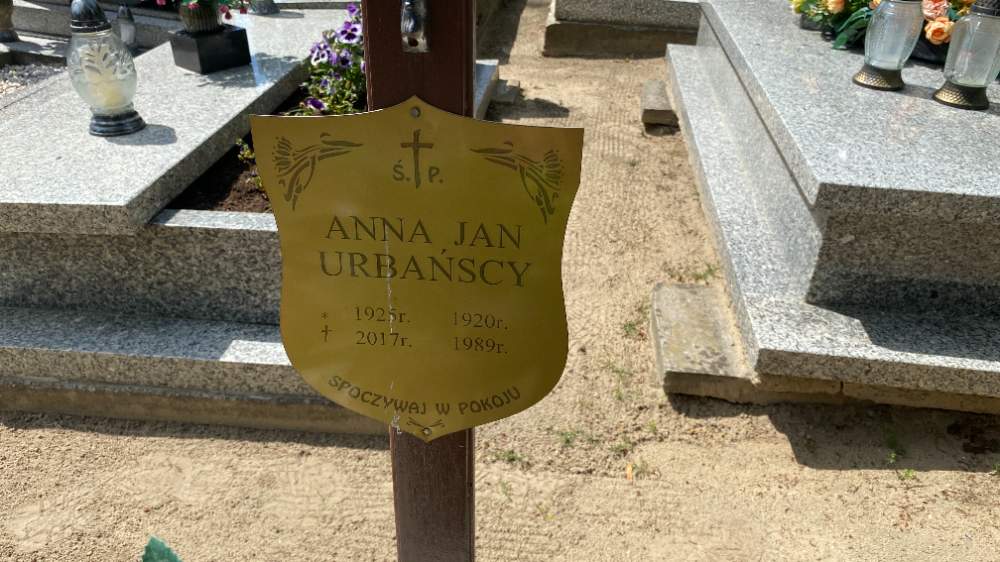 Ś. P.
ANNA JAN
URBAŃSCY
* 1925r. 1920r.
† 2017r. 1989r.
SPOCZYWAJ W POKOJU